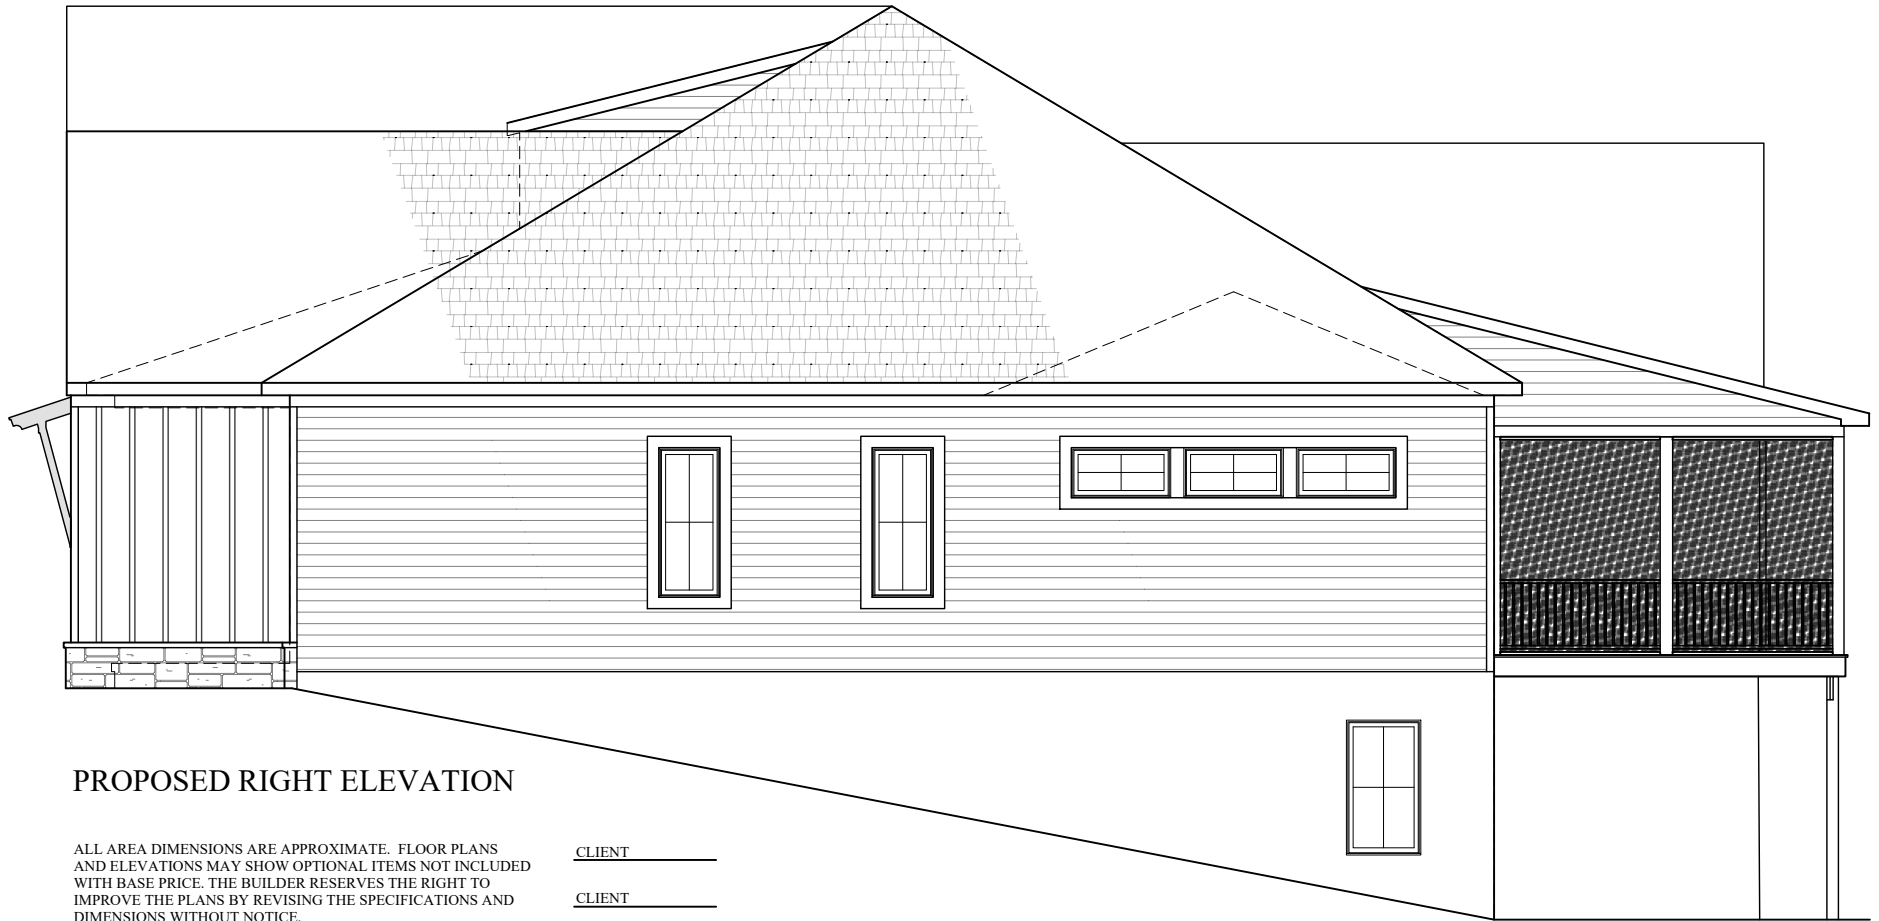 PROPOSED RIGHT ELEVATION
ALL AREA DIMENSIONS ARE APPROXIMATE. FLOOR PLANS
AND ELEVATIONS MAY SHOW OPTIONAL ITEMS NOT INCLUDED
WITH BASE PRICE. THE BUILDER RESERVES THE RIGHT TO
IMPROVE THE PLANS BY REVISING THE SPECIFICATIONS AND
DIMENSIONS WITHOUT NOTICE.
CLIENT
CLIENT